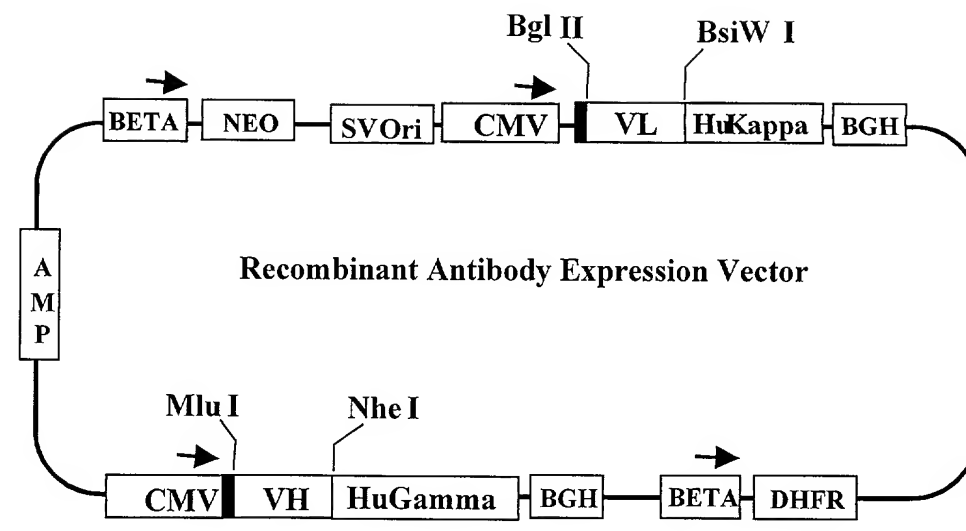 Bgl II
BsiW I
BETA
NEO
SVOri
CMV
VL
HuKappa
BGH
AMP
Recombinant Antibody Expression Vector
Mlu I
Nhe I
CMV
VH
HuGamma
BGH
BETA
DHFR